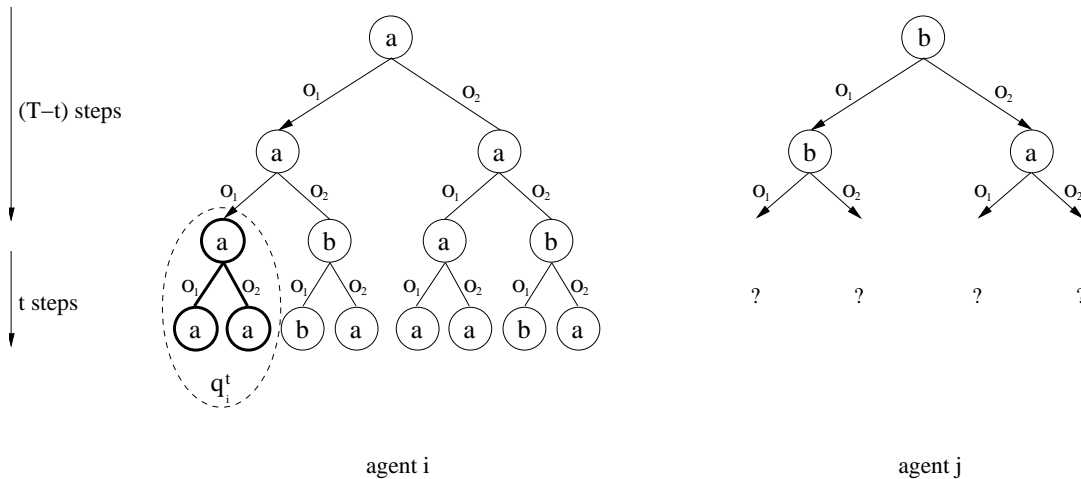 a b
o₁ o₂ o₁ o₂
(T–t) steps
a a b a
o₁ o₂ o₁ o₂ o₁ o₂ o₁ o₂
a b a b
o₁ o₂ o₁ o₂ o₁ o₂ o₁ o₂
t steps ? ? ? ?
a a b a a a b a
qᵢᵗ
agent i agent j